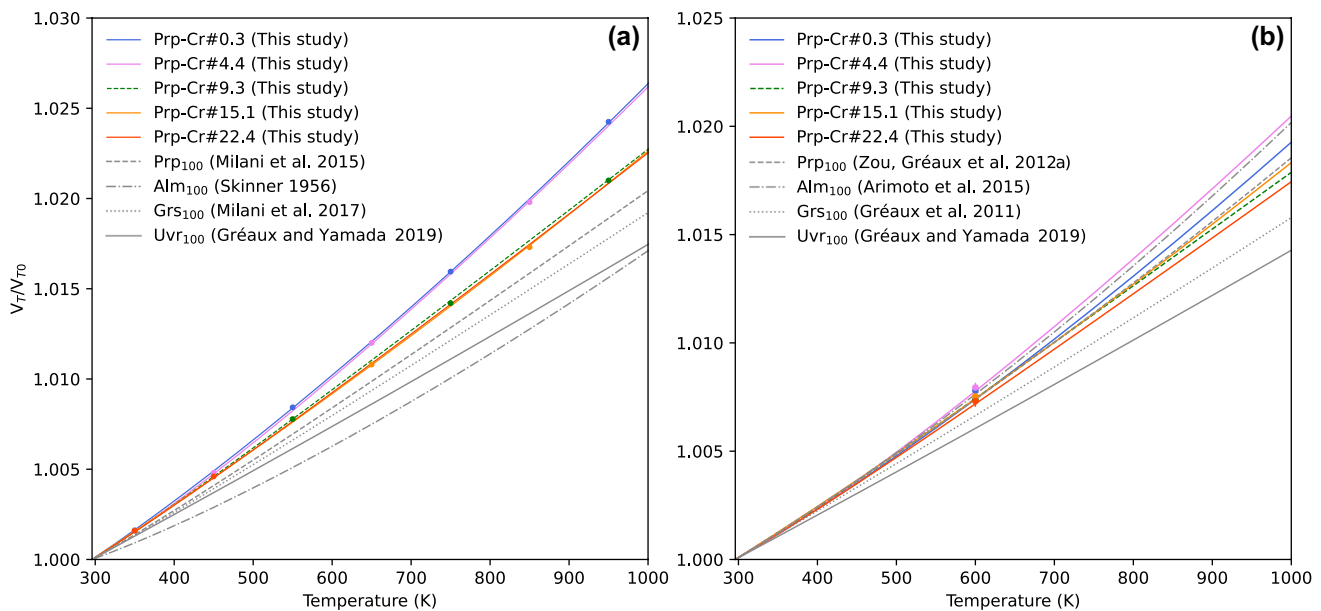 (a)
Prp-Cr#0.3 (This study)
Prp-Cr#4.4 (This study)
Prp-Cr#9.3 (This study)
Prp-Cr#15.1 (This study)
Prp-Cr#22.4 (This study)
Prp₁₀₀ (Milani et al. 2015)
Alm₁₀₀ (Skinner 1956)
Grs₁₀₀ (Milani et al. 2017)
Uvr₁₀₀ (Gréaux and Yamada 2019)
1.030
1.025
1.020
1.015
1.010
1.005
1.000
V_T/V_T0
300 400 500 600 700 800 900 1000
Temperature (K)
(b)
Prp-Cr#0.3 (This study)
Prp-Cr#4.4 (This study)
Prp-Cr#9.3 (This study)
Prp-Cr#15.1 (This study)
Prp-Cr#22.4 (This study)
Prp₁₀₀ (Zou, Gréaux et al. 2012a)
Alm₁₀₀ (Arimoto et al. 2015)
Grs₁₀₀ (Gréaux et al. 2011)
Uvr₁₀₀ (Gréaux and Yamada 2019)
1.025
1.020
1.015
1.010
1.005
1.000
300 400 500 600 700 800 900 1000
Temperature (K)